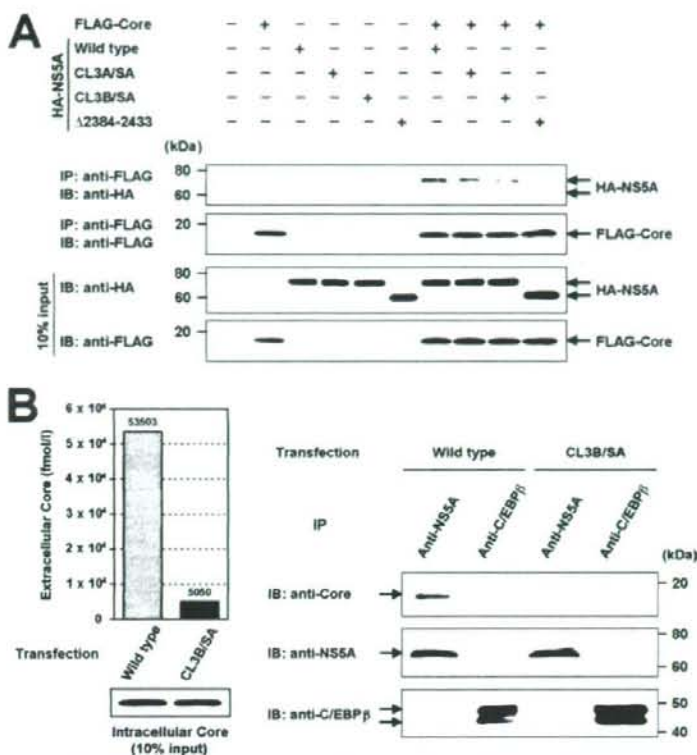 A
FLAG-Core − + − − − − + + + +
HA-NS5A
Wild type − − + − − − + − − −
CL3A/SA − − − + − − − + − −
CL3B/SA − − − − + − − − + −
Δ2384-2433 − − − − − + − − − +
(kDa)
IP: anti-FLAG
IB: anti-HA
80
60
HA-NS5A
IP: anti-FLAG
IB: anti-FLAG
20
FLAG-Core
10% input
IB: anti-HA
80
60
HA-NS5A
IB: anti-FLAG
20
FLAG-Core
B
Extracellular Core (fmol/l)
6 x 10⁴
5 x 10⁴
4 x 10⁴
3 x 10⁴
2 x 10⁴
1 x 10⁴
0
53503
5050
Transfection
Wild type
CL3B/SA
Intracellular Core
(10% input)
Transfection Wild type CL3B/SA
IP
Anti-NS5A
Anti-C/EBPβ
Anti-NS5A
Anti-C/EBPβ
(kDa)
IB: anti-Core
20
IB: anti-NS5A
80
60
IB: anti-C/EBPβ
50
40